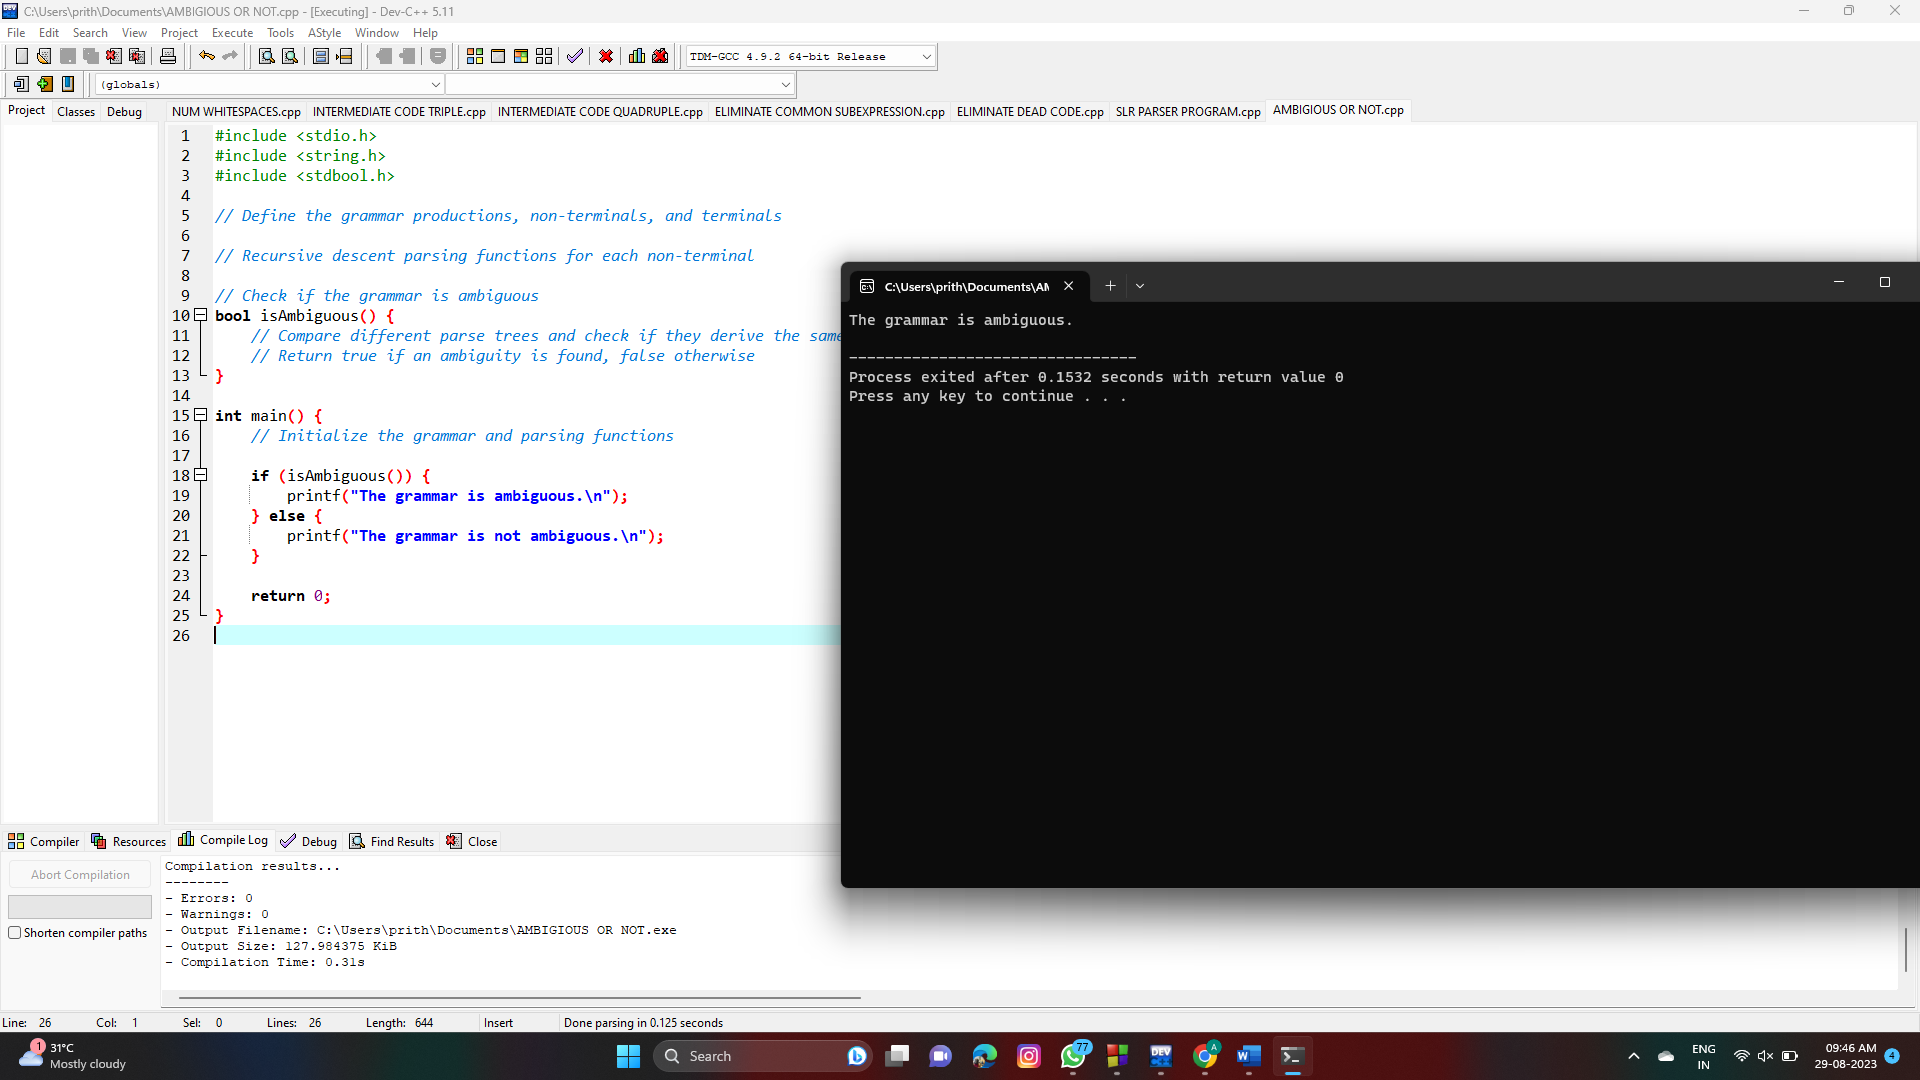 C:\Users\prith\Documents\AMBIGIOUS OR NOT.cpp - [Executing] - Dev-C++ 5.11
File Edit Search View Project Execute Tools AStyle Window Help
TDM-GCC 4.9.2 64-bit Release
(globals)
Project Classes Debug
NUM WHITESPACES.cpp INTERMEDIATE CODE TRIPLE.cpp INTERMEDIATE CODE QUADRUPLE.cpp ELIMINATE COMMON SUBEXPRESSION.cpp ELIMINATE DEAD CODE.cpp SLR PARSER PROGRAM.cpp AMBIGIOUS OR NOT.cpp
1 #include <stdio.h>
2 #include <string.h>
3 #include <stdbool.h>
4
5 // Define the grammar productions, non-terminals, and terminals
6
7 // Recursive descent parsing functions for each non-terminal
8
9 // Check if the grammar is ambiguous
10 bool isAmbiguous() {
11 // Compare different parse trees and check if they derive the same
12 // Return true if an ambiguity is found, false otherwise
13 }
14
15 int main() {
16 // Initialize the grammar and parsing functions
17
18 if (isAmbiguous()) {
19 printf("The grammar is ambiguous.\n");
20 } else {
21 printf("The grammar is not ambiguous.\n");
22 }
23
24 return 0;
25 }
26
C:\Users\prith\Documents\AM
The grammar is ambiguous.
--------------------------------
Process exited after 0.1532 seconds with return value 0
Press any key to continue . . .
Compiler Resources Compile Log Debug Find Results Close
Abort Compilation
Shorten compiler paths
Compilation results...
--------
- Errors: 0
- Warnings: 0
- Output Filename: C:\Users\prith\Documents\AMBIGIOUS OR NOT.exe
- Output Size: 127.984375 KiB
- Compilation Time: 0.31s
Line: 26 Col: 1 Sel: 0 Lines: 26 Length: 644 Insert Done parsing in 0.125 seconds
1
31°C
Mostly cloudy
Search
77
DEV
A
ENG
IN
09:46 AM
29-08-2023
4